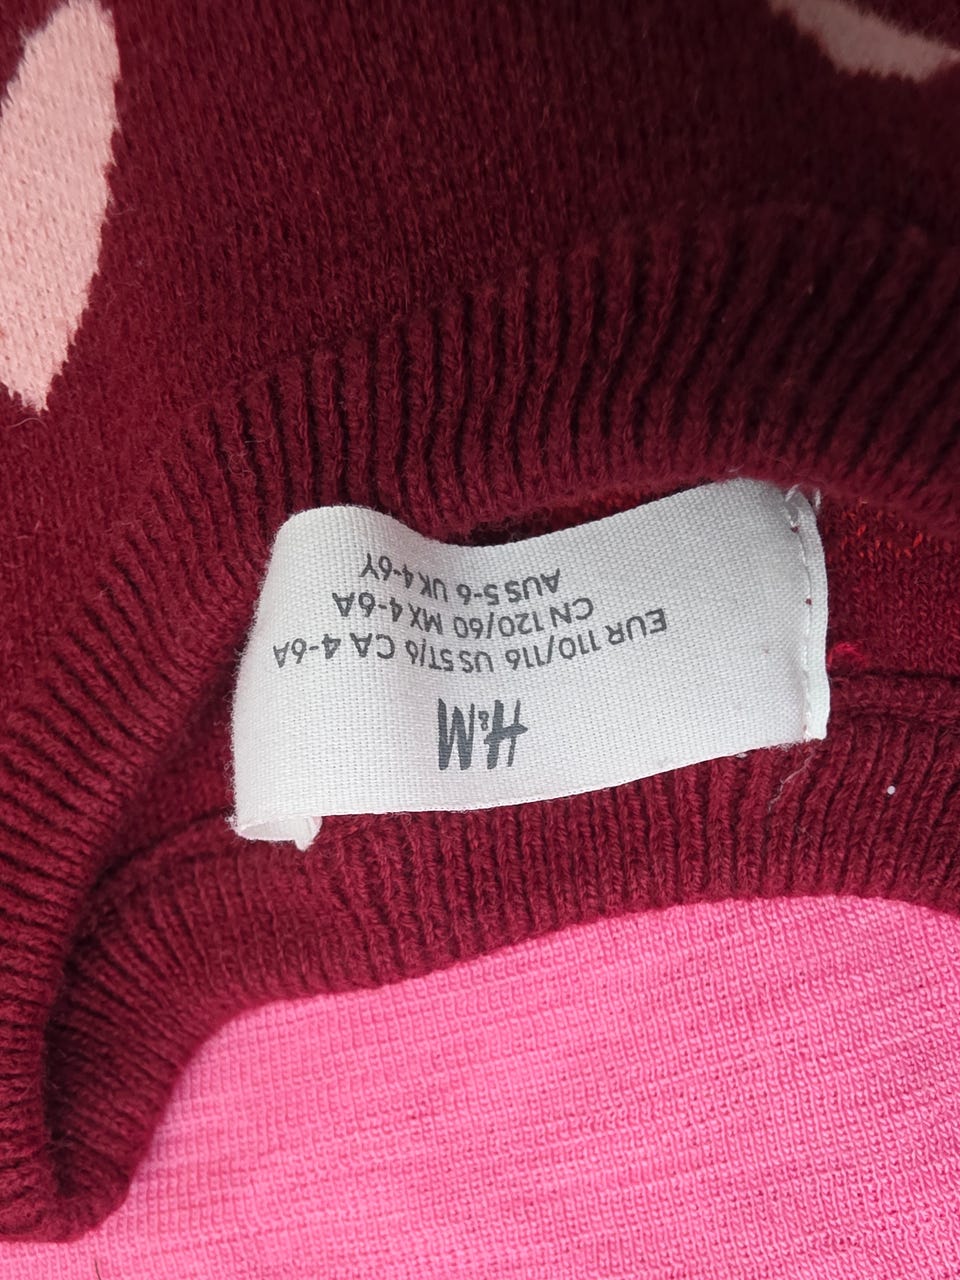 H&M
EUR 110/116 US 5T/6 CA 4-6A
CN 120/60 MX 4-6A
AUS 5-6 UK 4-6Y